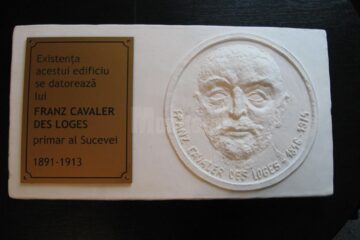 Existența
acestui edificiu
se datorează
lui
FRANZ CAVALER
DES LOGES
primar al Sucevei
1891-1913
FRANZ CAVALER DES LOGES • 1846-1914